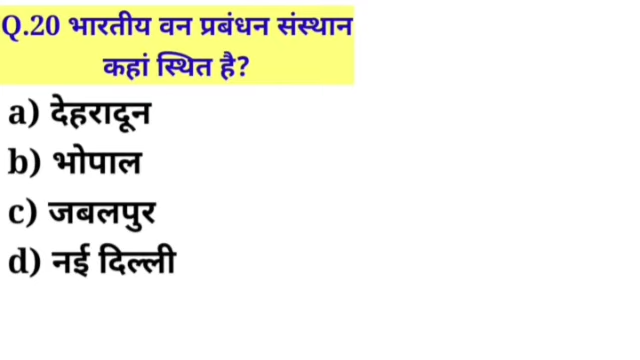 Q.20 भारतीय वन प्रबंधन संस्थान
कहां स्थित है?
a) देहरादून
b) भोपाल
c) जबलपुर
d) नई दिल्ली